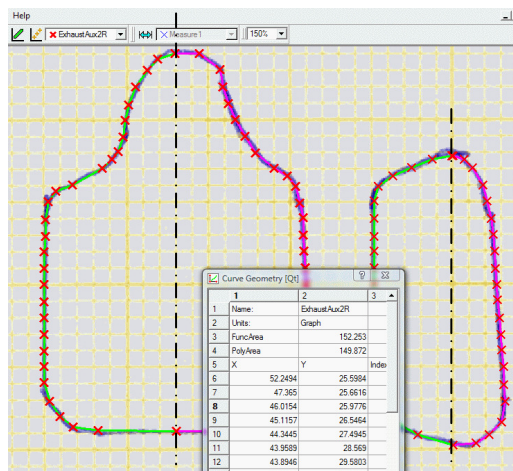 Help
ExhaustAux2R Measure1 150%
Curve Geometry [Qt]
1 2 3
1 Name: ExhaustAux2R
2 Units: Graph
3 FuncArea 152.253
4 PolyArea 149.872
5 X Y Index
6 52.2494 25.5984
7 47.365 25.6616
8 46.0154 25.9776
9 45.1157 26.5464
10 44.3445 27.4945
11 43.9589 28.569
12 43.8946 29.5803